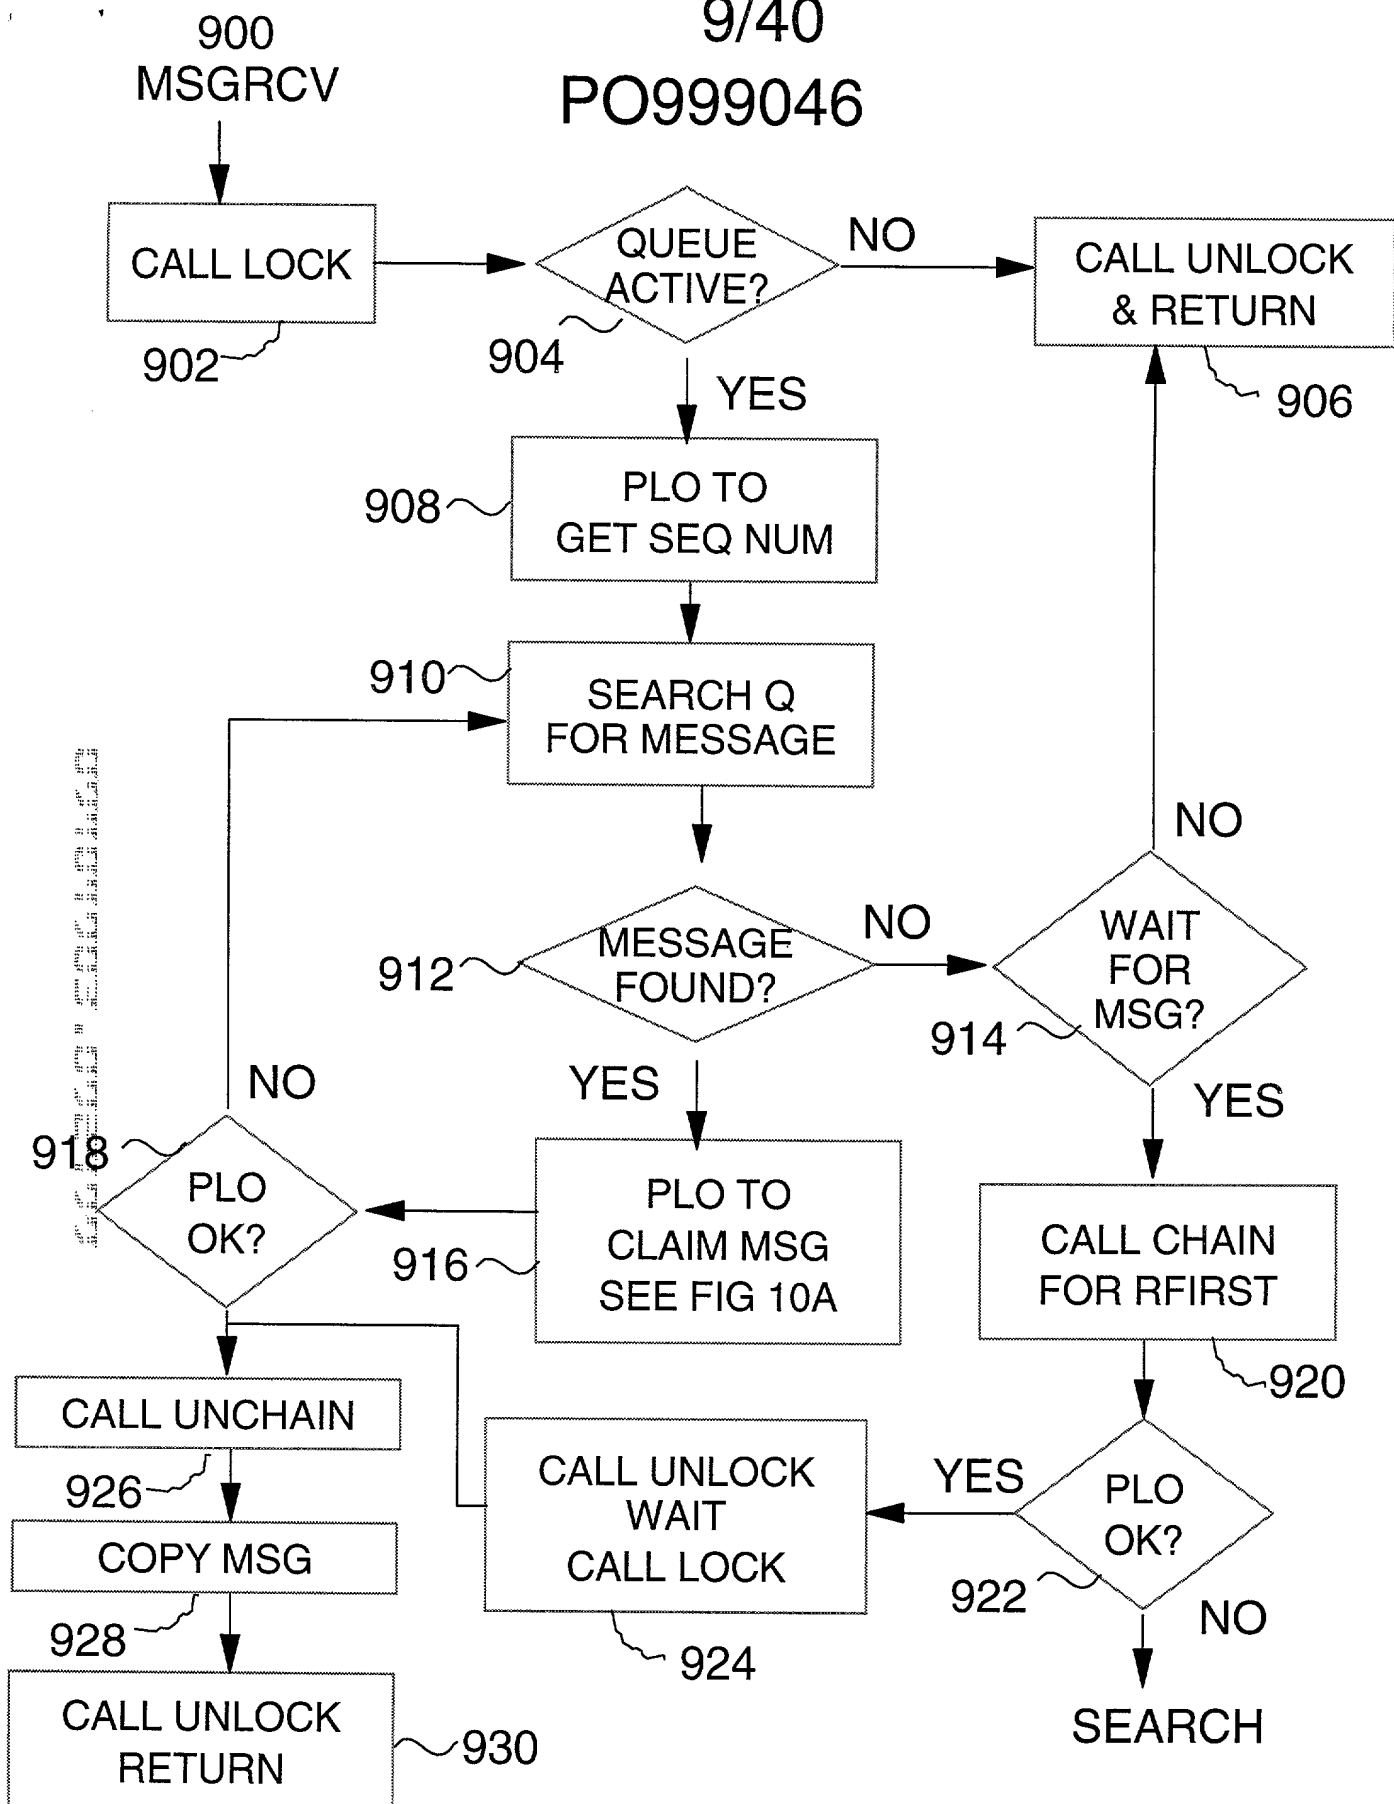 9/40
PO999046
900
MSGRCV
CALL LOCK
902
QUEUE
ACTIVE?
904
NO
CALL UNLOCK
& RETURN
906
YES
PLO TO
GET SEQ NUM
908
SEARCH Q
FOR MESSAGE
910
MESSAGE
FOUND?
912
NO
WAIT
FOR
MSG?
914
NO
YES
YES
PLO TO
CLAIM MSG
SEE FIG 10A
916
NO
918
PLO
OK?
CALL CHAIN
FOR RFIRST
920
PLO
OK?
922
YES
NO
SEARCH
CALL UNLOCK
WAIT
CALL LOCK
924
CALL UNCHAIN
926
COPY MSG
928
CALL UNLOCK
RETURN
930